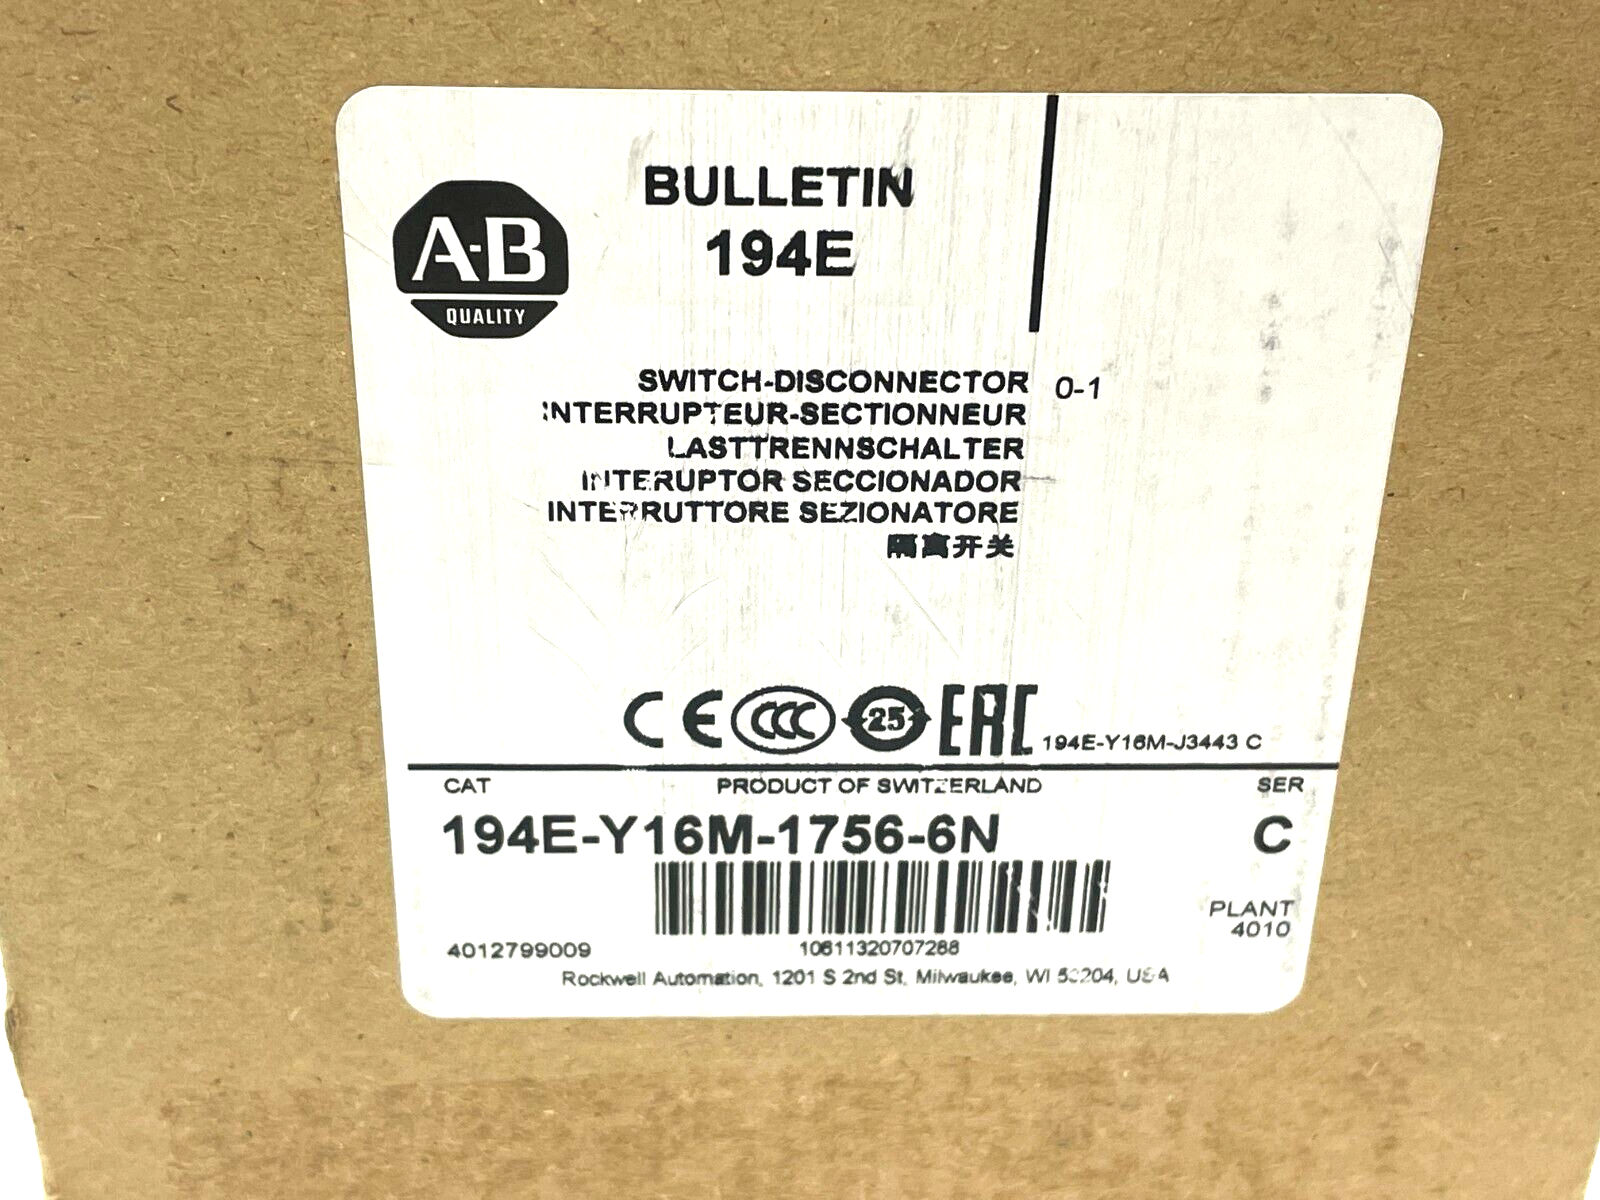 BULLETIN
194E
A-B
QUALITY
SWITCH-DISCONNECTOR 0-1
INTERRUPTEUR-SECTIONNEUR
LASTTRENNSCHALTER
INTERUPTOR SECCIONADOR
INTERRUTTORE SEZIONATORE
隔离开关
CE CCC 25 EAC 194E-Y16M-J3443 C
CAT PRODUCT OF SWITZERLAND SER
194E-Y16M-1756-6N C
PLANT
4010
4012799009 10611320707288
Rockwell Automation, 1201 S 2nd St, Milwaukee, WI 53204, USA